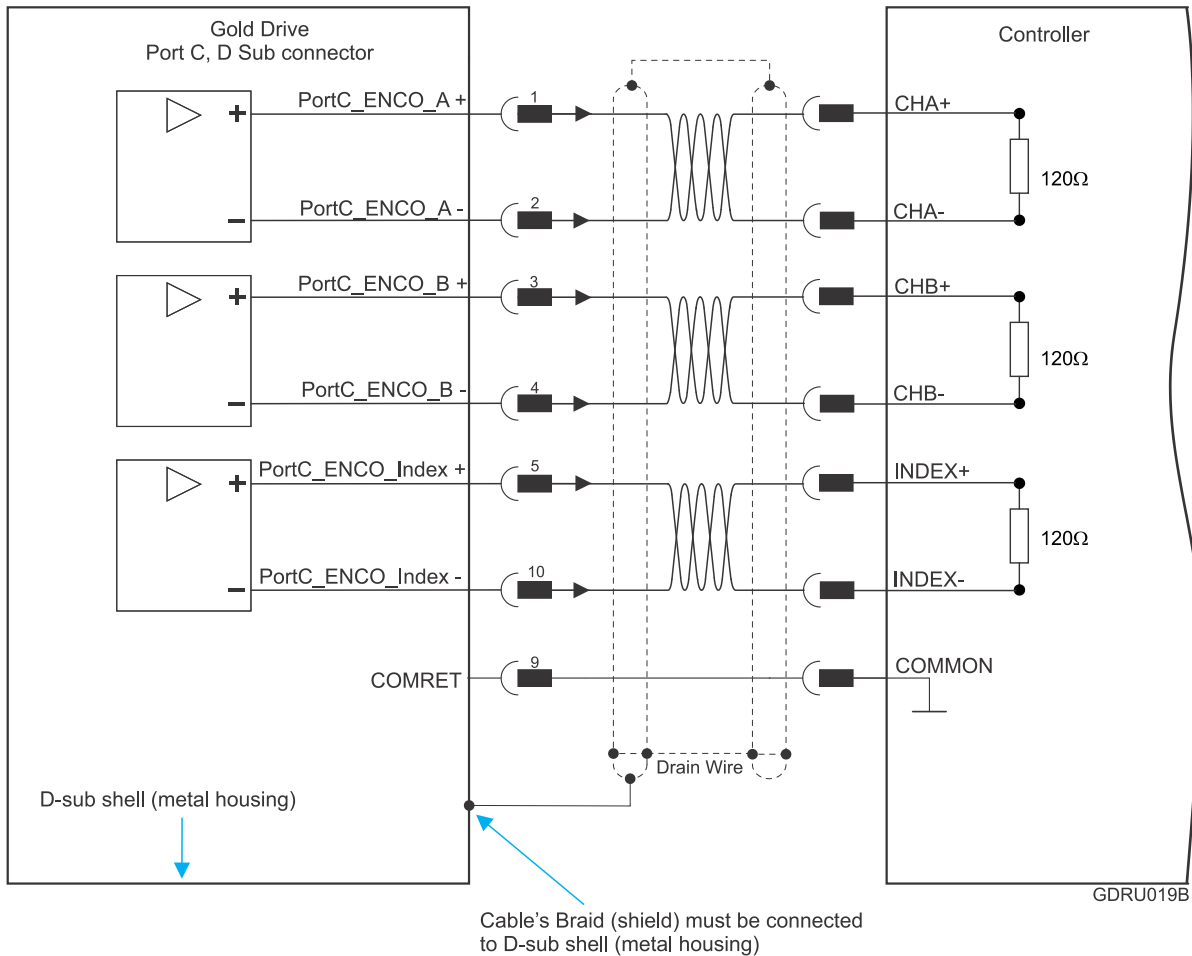 Gold Drive
Port C, D Sub connector
Controller
PortC_ENCO_A +
1
CHA+
120Ω
PortC_ENCO_A -
2
CHA-
PortC_ENCO_B +
3
CHB+
120Ω
PortC_ENCO_B -
4
CHB-
PortC_ENCO_Index +
5
INDEX+
120Ω
PortC_ENCO_Index -
10
INDEX-
COMRET
9
COMMON
Drain Wire
D-sub shell (metal housing)
GDRU019B
Cable's Braid (shield) must be connected
to D-sub shell (metal housing)